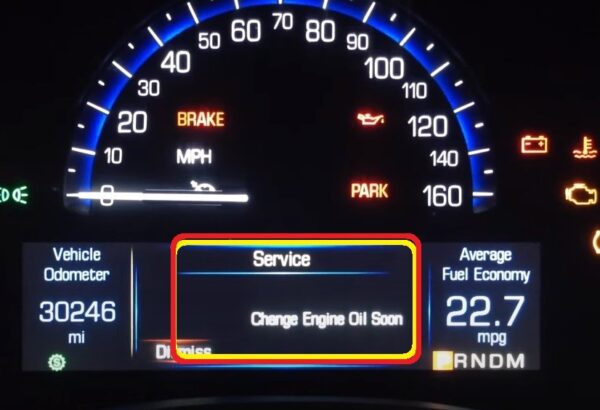 70
60
80
50
90
40
100
30
110
20
BRAKE
120
10
MPH
140
0
PARK
160
Vehicle
Odometer
30246
mi
Service
Change Engine Oil Soon
Dismiss
Average
Fuel Economy
22.7
mpg
PRNDM